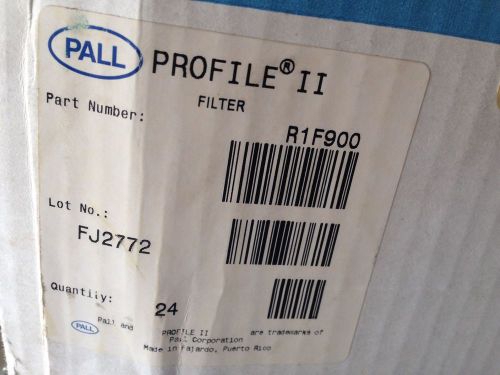 PALL PROFILE® II
FILTER
Part Number:
R1F900
Lot No.:
FJ2772
Quantity: 24
PALL
Pall and PROFILE II are trademarks of
Pall Corporation
Made in Fajardo, Puerto Rico